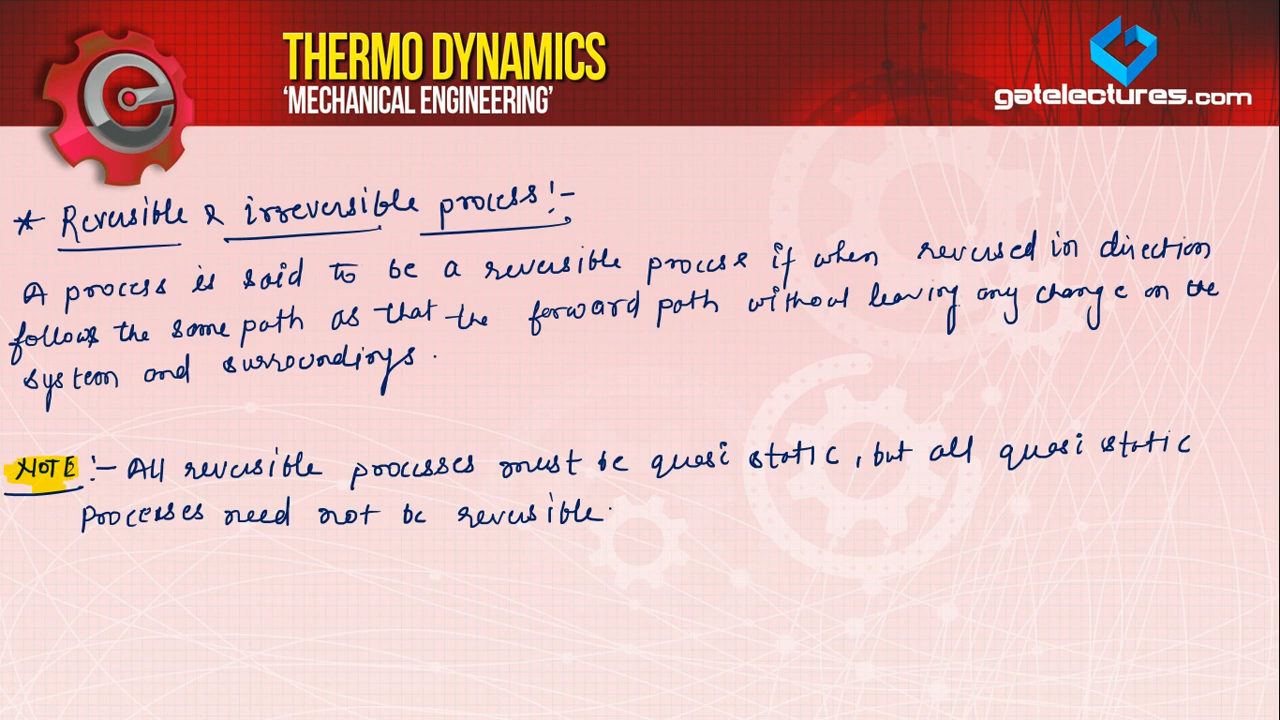 THERMO DYNAMICS
'MECHANICAL ENGINEERING'
gatelectures.com
* Reversible & irreversible process:-
A process is said to be a reversible process if when reversed in direction
follows the same path as that the forward path without leaving any change on the
system and surroundings.
NOTE :- All reversible processes must be quasi static, but all quasi static
processes need not be reversible.